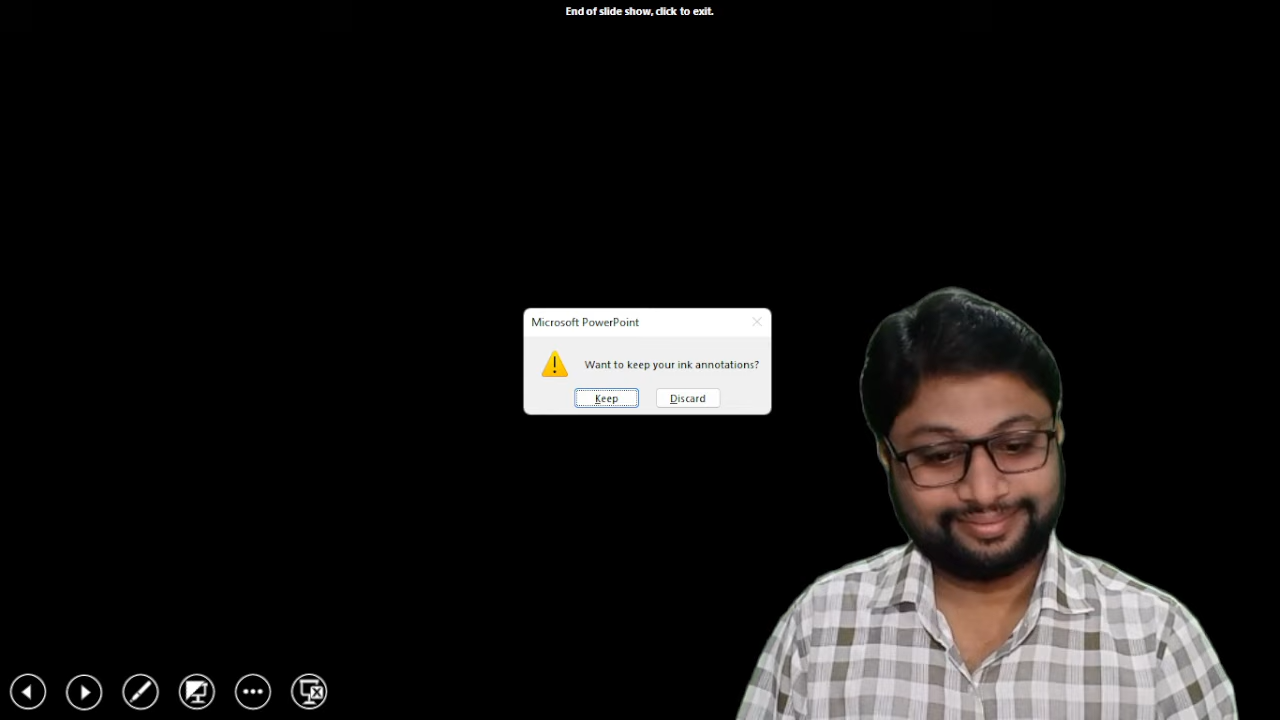 End of slide show, click to exit.
Microsoft PowerPoint
Want to keep your ink annotations?
Keep
Discard